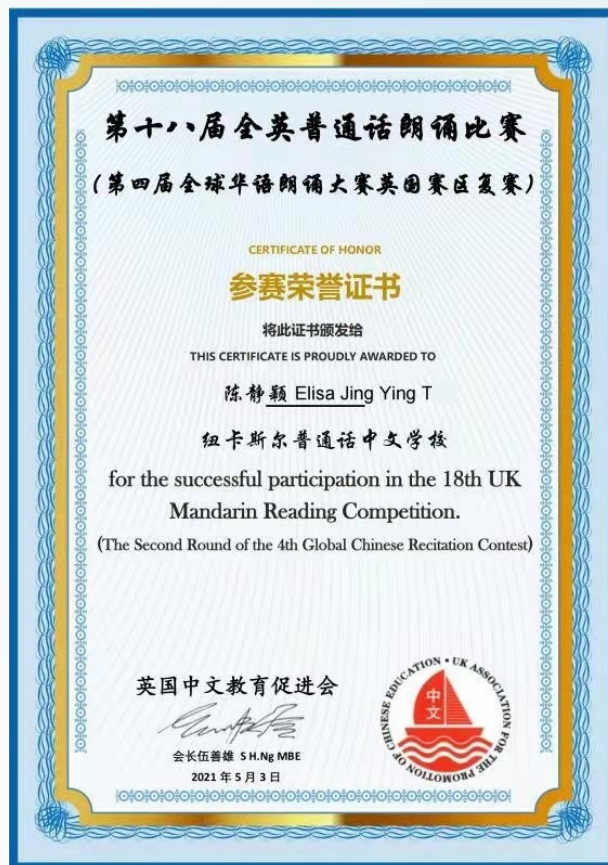 第十八届全英普通话朗诵比赛
(第四届全球华语朗诵大赛英国赛区复赛)
CERTIFICATE OF HONOR
参赛荣誉证书
将此证书颁发给
THIS CERTIFICATE IS PROUDLY AWARDED TO
陈静颖 Elisa Jing Ying T
纽卡斯尔普通话中文学校
for the successful participation in the 18th UK
Mandarin Reading Competition.
(The Second Round of the 4th Global Chinese Recitation Contest)
英国中文教育促进会
会长伍善雄 S H.Ng MBE
2021 年 5 月 3 日
UK ASSOCIATION FOR THE PROMOTION OF CHINESE EDUCATION
中文